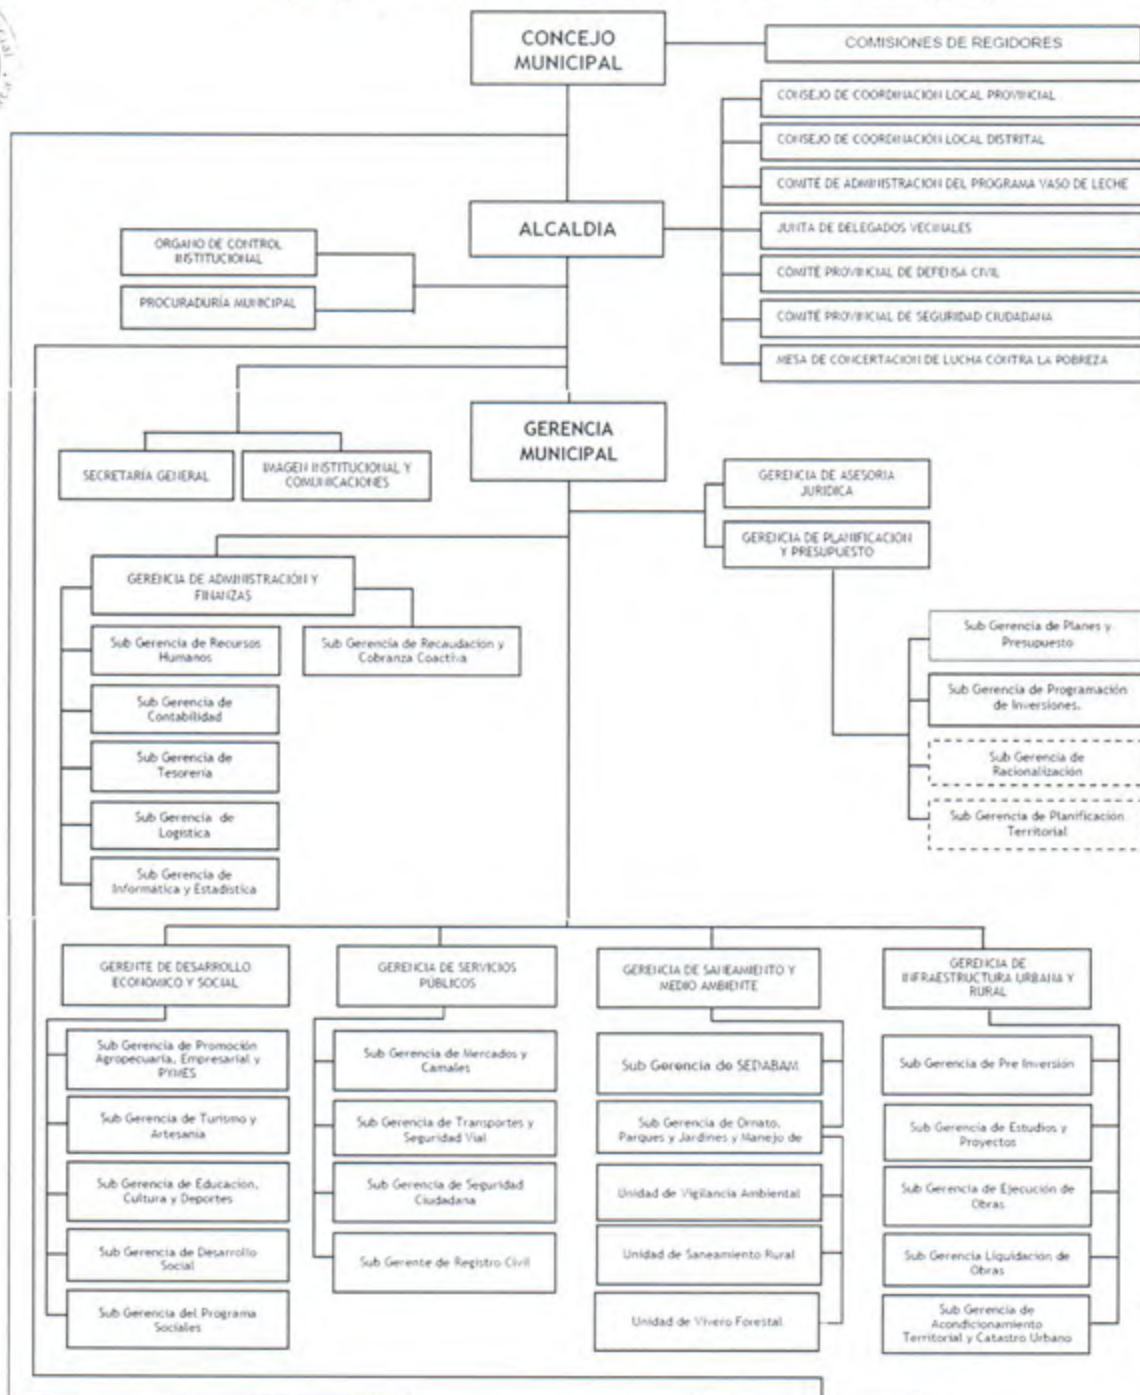 CONCEJO
MUNICIPAL
COMISIONES DE REGIDORES
CONSEJO DE COORDINACION LOCAL PROVINCIAL
CONSEJO DE COORDINACIÓN LOCAL DISTRITAL
COMITÉ DE ADMINISTRACION DEL PROGRAMA VASO DE LECHE
ALCALDIA
JUNTA DE DELEGADOS VECINALES
ORGANO DE CONTROL
INSTITUCIONAL
COMITÉ PROVINCIAL DE DEFENSA CIVIL
PROCURADURÍA MUNICIPAL
COMITÉ PROVINCIAL DE SEGURIDAD CIUDADANA
MESA DE CONCERTACION DE LUCHA CONTRA LA POBREZA
GERENCIA
MUNICIPAL
SECRETARÍA GENERAL
IMAGEN INSTITUCIONAL Y
COMUNICACIONES
GERENCIA DE ASESORIA
JURIDICA
GERENCIA DE PLANIFICACION
Y PRESUPUESTO
GERENCIA DE ADMINISTRACIÓN Y
FINANZAS
Sub Gerencia de Recursos
Humanos
Sub Gerencia de Recaudación y
Cobranza Coactiva
Sub Gerencia de Planes y
Presupuesto
Sub Gerencia de Programación
de Inversiones.
Sub Gerencia de
Contabilidad
Sub Gerencia de
Tesorería
Sub Gerencia de
Racionalización
Sub Gerencia de
Logística
Sub Gerencia de Planificación
Territorial
Sub Gerencia de
Informática y Estadística
GERENTE DE DESARROLLO
ECONOMICO Y SOCIAL
GERENCIA DE SERVICIOS
PÚBLICOS
GERENCIA DE SANEAMIENTO Y
MEDIO AMBIENTE
GERENCIA DE
INFRAESTRUCTURA URBANA Y
RURAL
Sub Gerencia de Promoción
Agropecuaria, Empresarial y
PYMES
Sub Gerencia de Mercados y
Camales
Sub Gerencia de SEDABAM
Sub Gerencia de Pre Inversión
Sub Gerencia de Turismo y
Artesanía
Sub Gerencia de Transportes y
Seguridad Vial
Sub Gerencia de Ornato,
Parques y Jardines y Manejo de
Sub Gerencia de Estudios y
Proyectos
Sub Gerencia de Educacion,
Cultura y Deportes
Sub Gerencia de Seguridad
Ciudadana
Unidad de Vigilancia Ambiental
Sub Gerencia de Ejecución de
Obras
Sub Gerencia de Desarrollo
Social
Sub Gerente de Registro Civil
Unidad de Saneamiento Rural
Sub Gerencia Liquidación de
Obras
Sub Gerencia del Programa
Sociales
Unidad de Vivero Forestal
Sub Gerencia de
Acondicionamiento
Territorial y Catastro Urbano